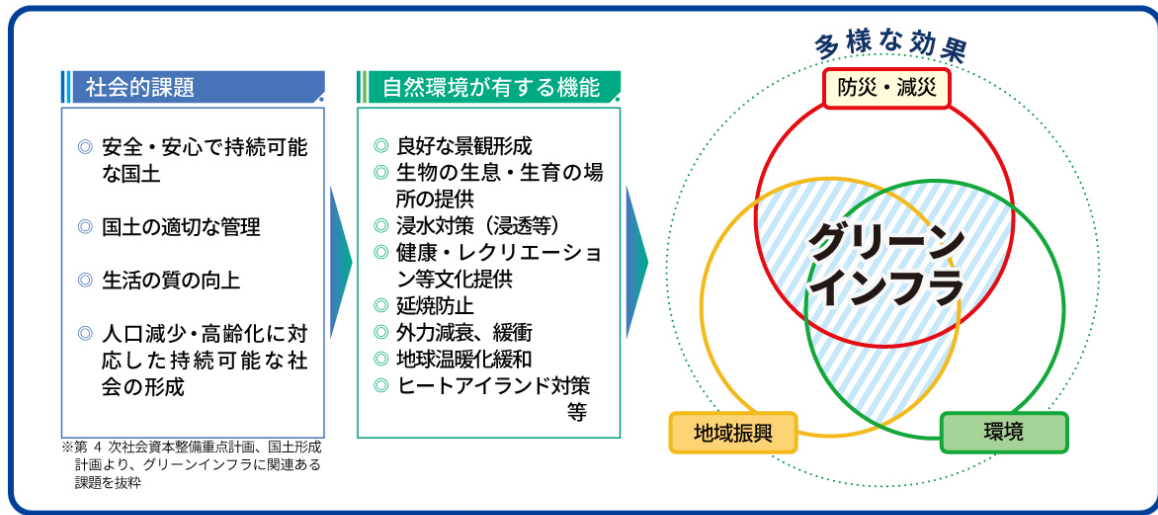 社会的課題
◎ 安全・安心で持続可能
な国土
◎ 国土の適切な管理
◎ 生活の質の向上
◎ 人口減少・高齢化に対
応した持続可能な社
会の形成
※第 4 次社会資本整備重点計画、国土形成
計画より、グリーンインフラに関連ある
課題を抜粋
自然環境が有する機能
◎ 良好な景観形成
◎ 生物の生息・生育の場
所の提供
◎ 浸水対策（浸透等）
◎ 健康・レクリエーショ
ン等文化提供
◎ 延焼防止
◎ 外力減衰、緩衝
◎ 地球温暖化緩和
◎ ヒートアイランド対策
等
多様な効果
防災・減災
グリーン
インフラ
地域振興
環境